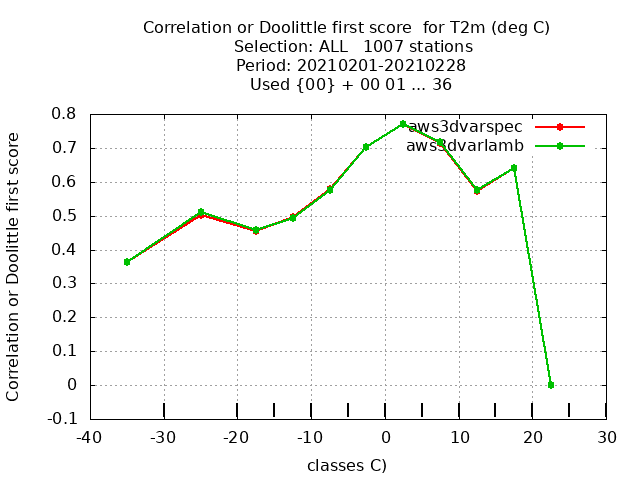 Correlation or Doolittle first score  for T2m (deg C)
Selection: ALL   1007 stations
Period: 20210201-20210228
Used {00} + 00 01 ... 36
Correlation or Doolittle first score
0.8
0.7
0.6
0.5
0.4
0.3
0.2
0.1
0
-0.1
aws3dvarspec
aws3dvarlamb
-40 -30 -20 -10 0 10 20 30
classes C)